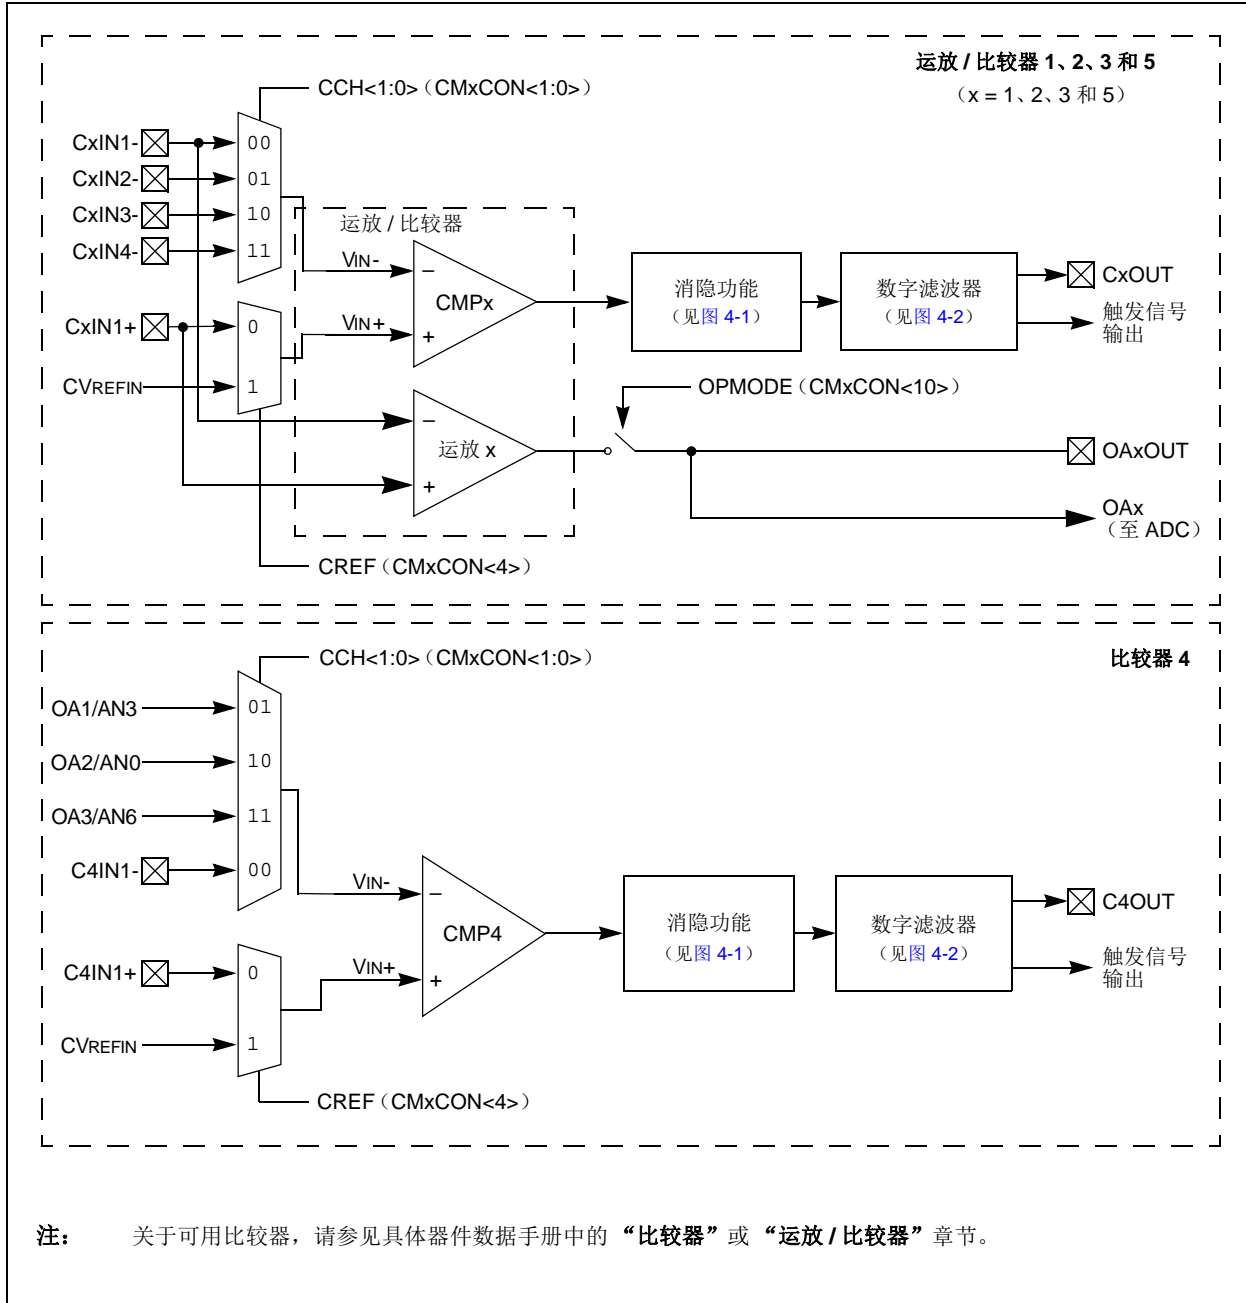 运放 / 比较器 1、2、3 和 5
（x = 1、2、3 和 5）
CCH<1:0>（CMxCON<1:0>）
CxIN1-
00
CxIN2-
01
CxIN3-
10
CxIN4-
11
运放 / 比较器
VIN-
–
CMPx
VIN+
+
消隐功能
（见图 4-1）
数字滤波器
（见图 4-2）
CxOUT
触发信号
输出
CxIN1+
0
CVREFIN
1
OPMODE（CMxCON<10>）
–
运放 x
+
OAxOUT
OAx
（至 ADC）
CREF（CMxCON<4>）
CCH<1:0>（CMxCON<1:0>）
比较器 4
OA1/AN3
01
OA2/AN0
10
OA3/AN6
11
C4IN1-
00
VIN-
–
CMP4
VIN+
+
消隐功能
（见图 4-1）
数字滤波器
（见图 4-2）
C4OUT
触发信号
输出
C4IN1+
0
CVREFIN
1
CREF（CMxCON<4>）
注： 关于可用比较器，请参见具体器件数据手册中的 “比较器” 或 “运放 / 比较器” 章节。